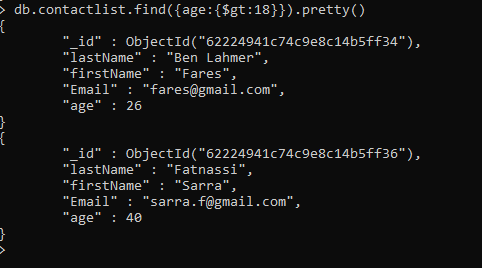 > db.contactlist.find({age:{$gt:18}}).pretty()
{
        "_id" : ObjectId("62224941c74c9e8c14b5ff34"),
        "lastName" : "Ben Lahmer",
        "firstName" : "Fares",
        "Email" : "fares@gmail.com",
        "age" : 26
}
{
        "_id" : ObjectId("62224941c74c9e8c14b5ff36"),
        "lastName" : "Fatnassi",
        "firstName" : "Sarra",
        "Email" : "sarra.f@gmail.com",
        "age" : 40
}
>